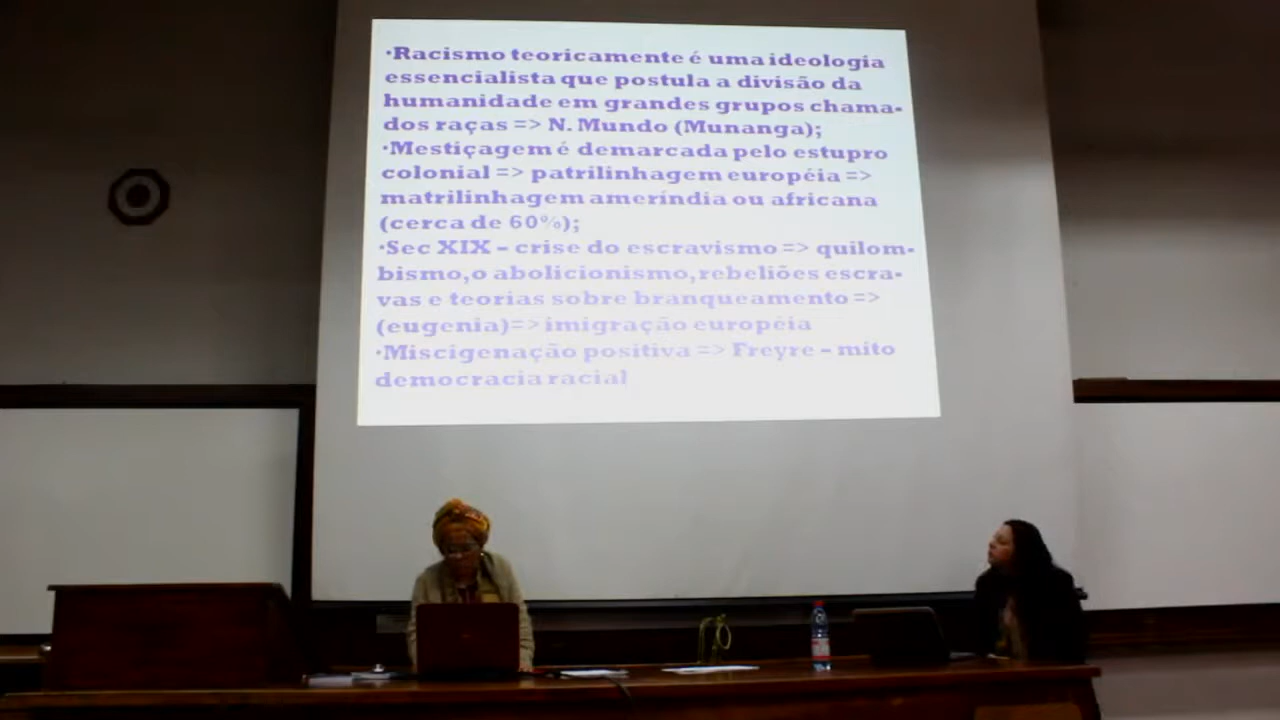 •Racismo teoricamente é uma ideologia
essencialista que postula a divisão da
humanidade em grandes grupos chama-
dos raças => N. Mundo (Munanga);
•Mestiçagem é demarcada pelo estupro
colonial => patrilinhagem européia =>
matrilinhagem ameríndia ou africana
(cerca de 60%);
•Sec XIX – crise do escravismo => quilom-
bismo,o abolicionismo,rebeliões escra-
vas e teorias sobre branqueamento =>
(eugenia)=> imigração européia
•Miscigenação positiva => Freyre – mito
democracia racial